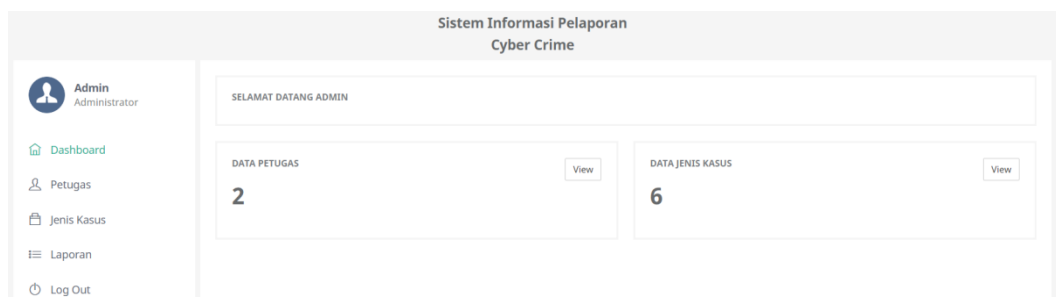 Sistem Informasi Pelaporan
Cyber Crime
Admin
Administrator
Dashboard
Petugas
Jenis Kasus
Laporan
Log Out
SELAMAT DATANG ADMIN
DATA PETUGAS
View
2
DATA JENIS KASUS
View
6